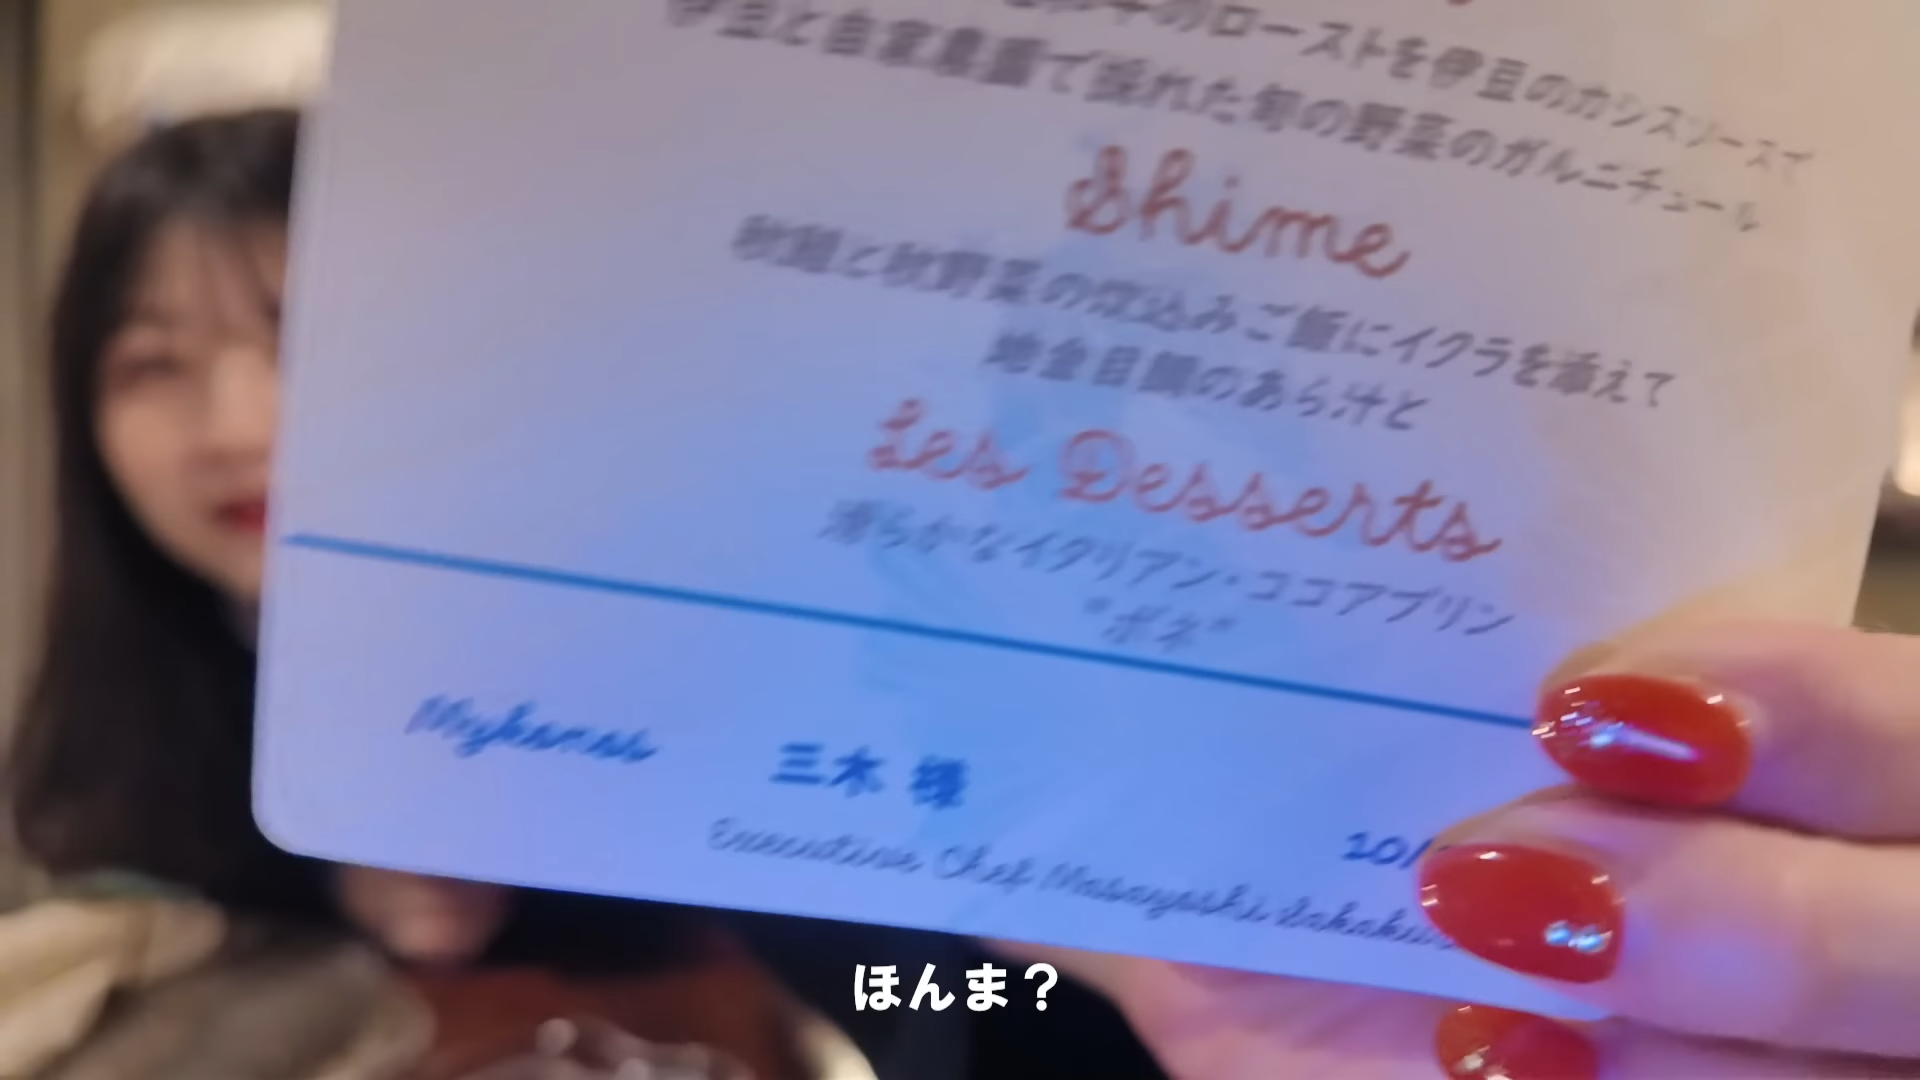 のローストを伊豆のカシスソースで
伊豆と自家農園で採れた旬の野菜のガルニチュール
Shime
秋鮭と秋野菜の炊込みご飯にイクラを添えて
地金目鯛のあら汁と
Les Desserts
滑らかなイタリアン・ココアプリン
"ボネ"
三木 様
10/
Executive Chef Masayoshi
ほんま？